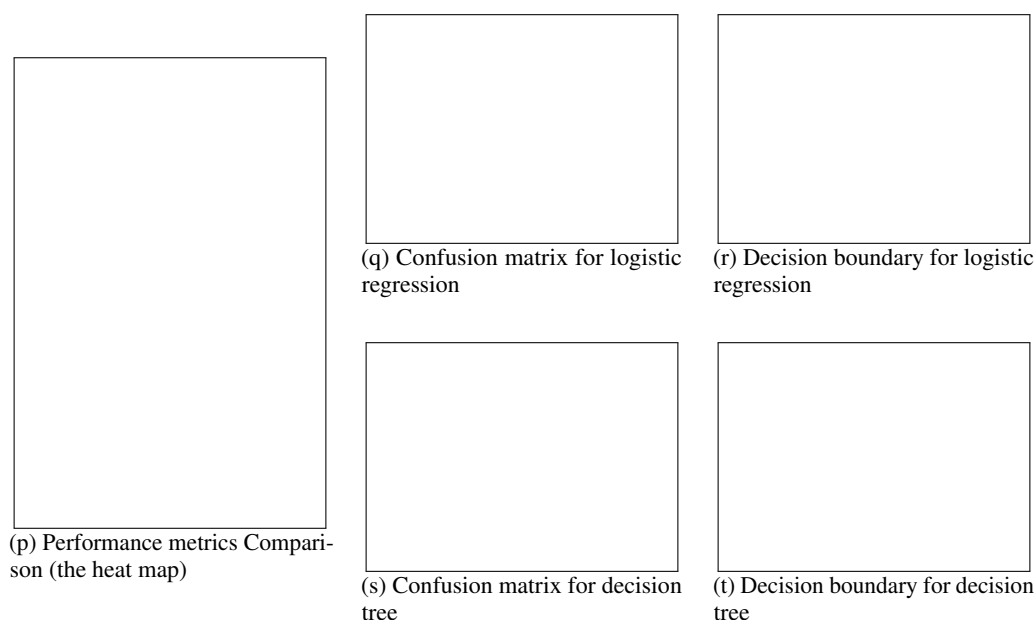 (p) Performance metrics Compari-
son (the heat map)
(q) Confusion matrix for logistic
regression
(r) Decision boundary for logistic
regression
(s) Confusion matrix for decision
tree
(t) Decision boundary for decision
tree